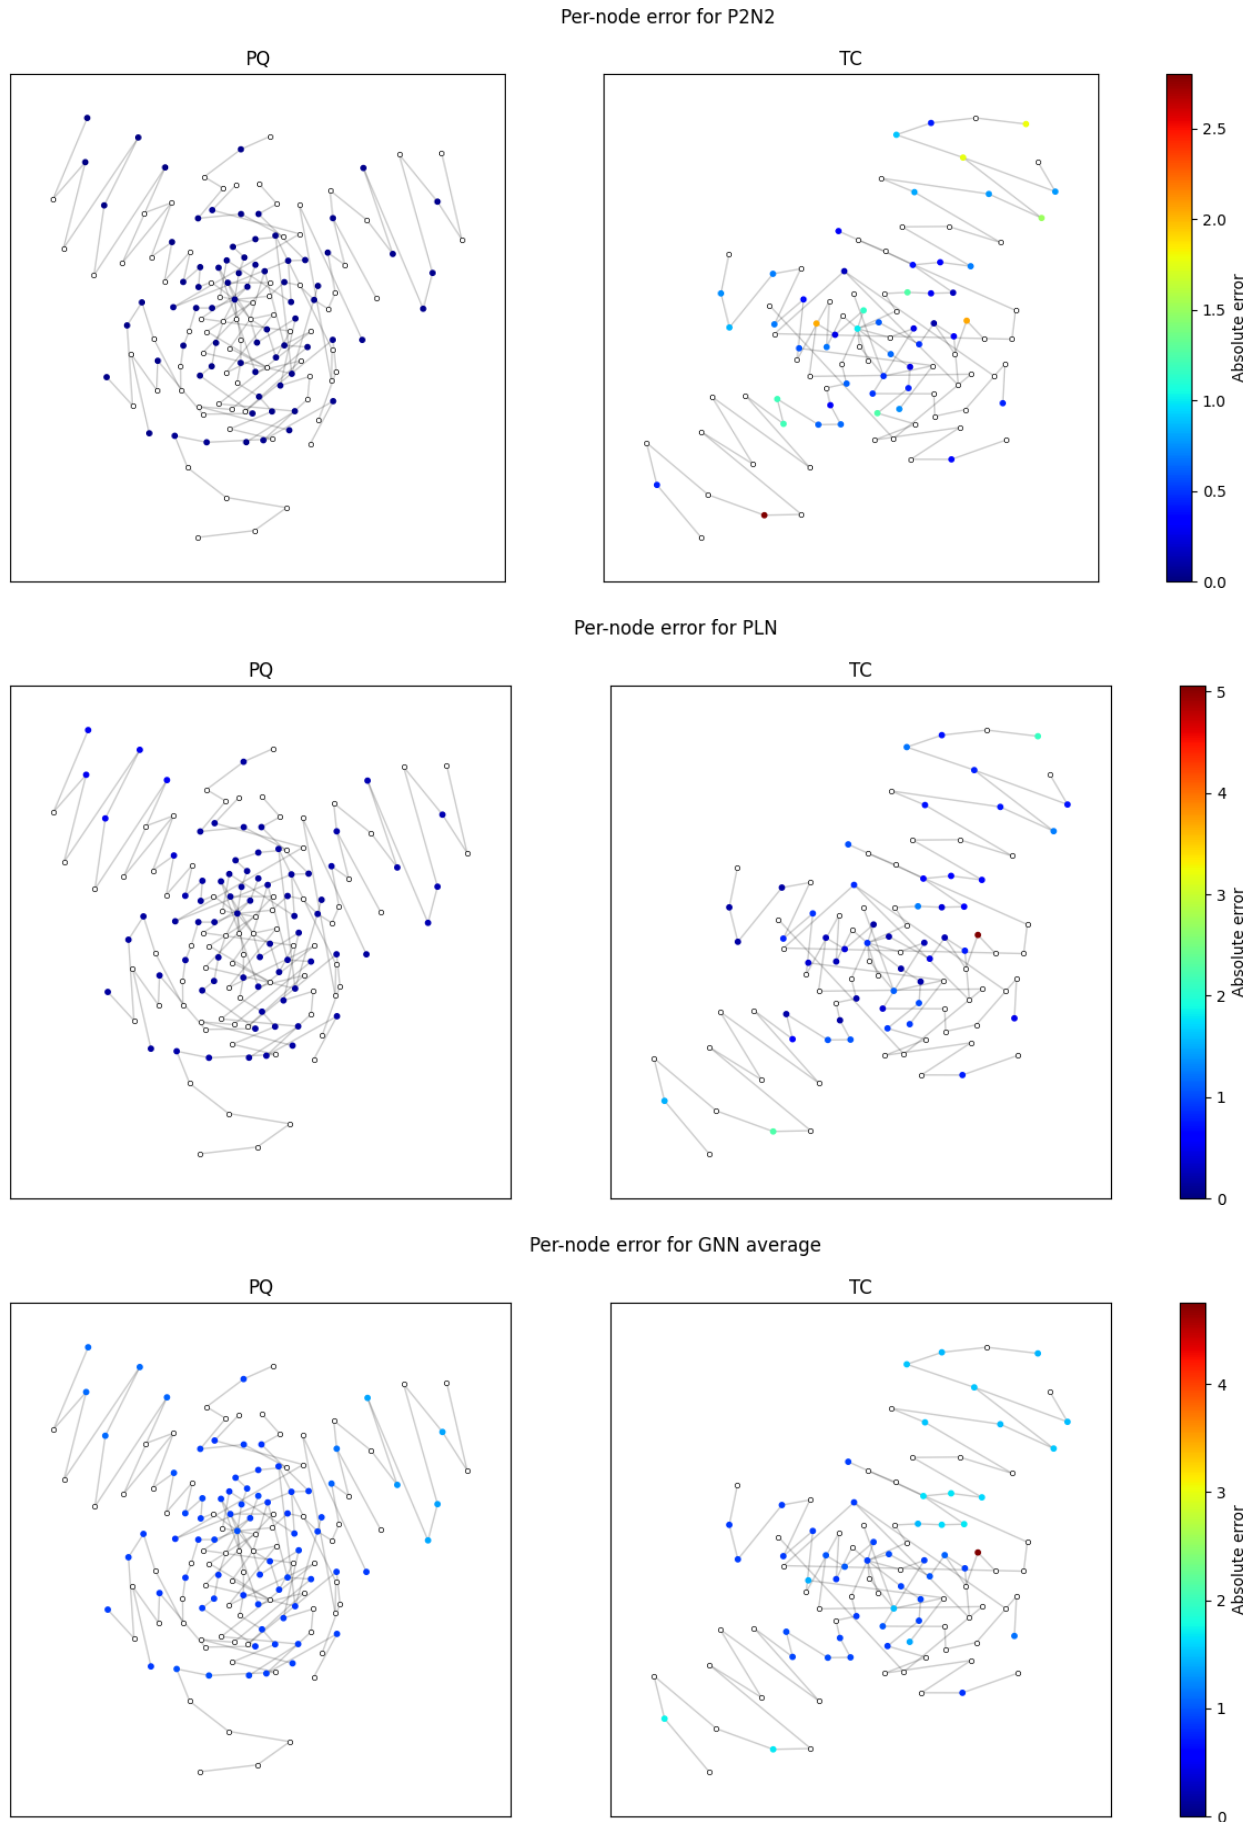 Per-node error for P2N2
PQ
TC
2.5
2.0
1.5
1.0
0.5
0.0
Absolute error
Per-node error for PLN
PQ
TC
5
4
3
2
1
0
Absolute error
Per-node error for GNN average
PQ
TC
4
3
2
1
0
Absolute error